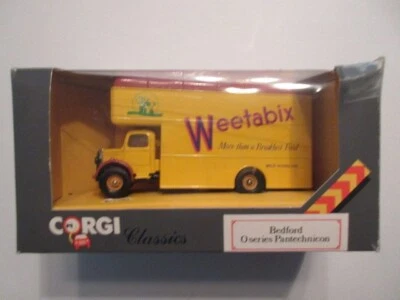 Weetabix
More than a Breakfast Food
CORGI
Classics
Bedford
O series Pantechnicon